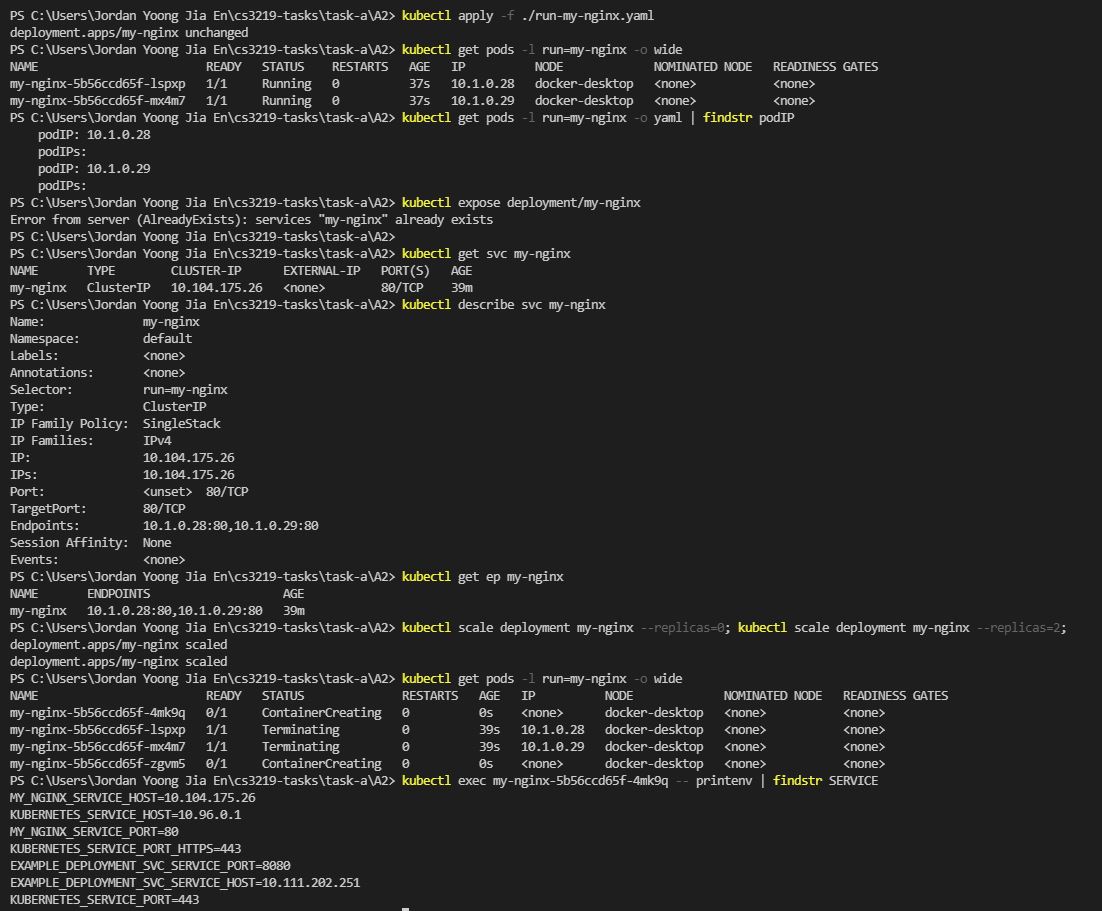 PS C:\Users\Jordan Yoong Jia En\cs3219-tasks\task-a\A2> kubectl apply -f ./run-my-nginx.yaml
deployment.apps/my-nginx unchanged
PS C:\Users\Jordan Yoong Jia En\cs3219-tasks\task-a\A2> kubectl get pods -l run=my-nginx -o wide
NAME                        READY   STATUS    RESTARTS   AGE   IP          NODE             NOMINATED NODE   READINESS GATES
my-nginx-5b56ccd65f-lspxp   1/1     Running   0          37s   10.1.0.28   docker-desktop   <none>           <none>
my-nginx-5b56ccd65f-mx4m7   1/1     Running   0          37s   10.1.0.29   docker-desktop   <none>           <none>
PS C:\Users\Jordan Yoong Jia En\cs3219-tasks\task-a\A2> kubectl get pods -l run=my-nginx -o yaml | findstr podIP
    podIP: 10.1.0.28
    podIPs:
    podIP: 10.1.0.29
    podIPs:
PS C:\Users\Jordan Yoong Jia En\cs3219-tasks\task-a\A2> kubectl expose deployment/my-nginx
Error from server (AlreadyExists): services "my-nginx" already exists
PS C:\Users\Jordan Yoong Jia En\cs3219-tasks\task-a\A2>
PS C:\Users\Jordan Yoong Jia En\cs3219-tasks\task-a\A2> kubectl get svc my-nginx
NAME       TYPE        CLUSTER-IP      EXTERNAL-IP   PORT(S)   AGE
my-nginx   ClusterIP   10.104.175.26   <none>        80/TCP    39m
PS C:\Users\Jordan Yoong Jia En\cs3219-tasks\task-a\A2> kubectl describe svc my-nginx
Name:              my-nginx
Namespace:         default
Labels:            <none>
Annotations:       <none>
Selector:          run=my-nginx
Type:              ClusterIP
IP Family Policy:  SingleStack
IP Families:       IPv4
IP:                10.104.175.26
IPs:               10.104.175.26
Port:              <unset>  80/TCP
TargetPort:        80/TCP
Endpoints:         10.1.0.28:80,10.1.0.29:80
Session Affinity:  None
Events:            <none>
PS C:\Users\Jordan Yoong Jia En\cs3219-tasks\task-a\A2> kubectl get ep my-nginx
NAME       ENDPOINTS                   AGE
my-nginx   10.1.0.28:80,10.1.0.29:80   39m
PS C:\Users\Jordan Yoong Jia En\cs3219-tasks\task-a\A2> kubectl scale deployment my-nginx --replicas=0; kubectl scale deployment my-nginx --replicas=2;
deployment.apps/my-nginx scaled
deployment.apps/my-nginx scaled
PS C:\Users\Jordan Yoong Jia En\cs3219-tasks\task-a\A2> kubectl get pods -l run=my-nginx -o wide
NAME                        READY   STATUS              RESTARTS   AGE   IP          NODE             NOMINATED NODE   READINESS GATES
my-nginx-5b56ccd65f-4mk9q   0/1     ContainerCreating   0          0s    <none>      docker-desktop   <none>           <none>
my-nginx-5b56ccd65f-lspxp   1/1     Terminating         0          39s   10.1.0.28   docker-desktop   <none>           <none>
my-nginx-5b56ccd65f-mx4m7   1/1     Terminating         0          39s   10.1.0.29   docker-desktop   <none>           <none>
my-nginx-5b56ccd65f-zgvm5   0/1     ContainerCreating   0          0s    <none>      docker-desktop   <none>           <none>
PS C:\Users\Jordan Yoong Jia En\cs3219-tasks\task-a\A2> kubectl exec my-nginx-5b56ccd65f-4mk9q -- printenv | findstr SERVICE
MY_NGINX_SERVICE_HOST=10.104.175.26
KUBERNETES_SERVICE_HOST=10.96.0.1
MY_NGINX_SERVICE_PORT=80
KUBERNETES_SERVICE_PORT_HTTPS=443
EXAMPLE_DEPLOYMENT_SVC_SERVICE_PORT=8080
EXAMPLE_DEPLOYMENT_SVC_SERVICE_HOST=10.111.202.251
KUBERNETES_SERVICE_PORT=443